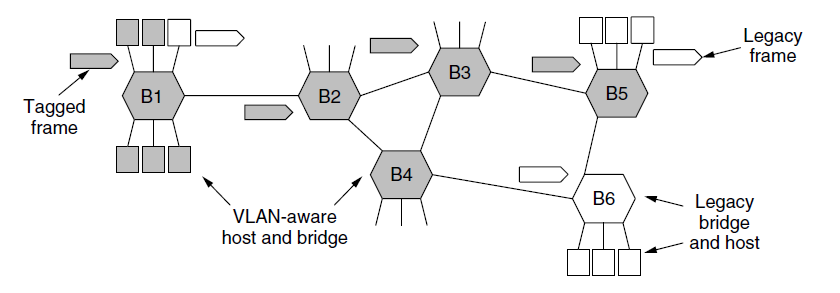 Legacy
frame
B3
B1
B2
B5
Tagged
frame
B4
B6
VLAN-aware
host and bridge
Legacy
bridge
and host